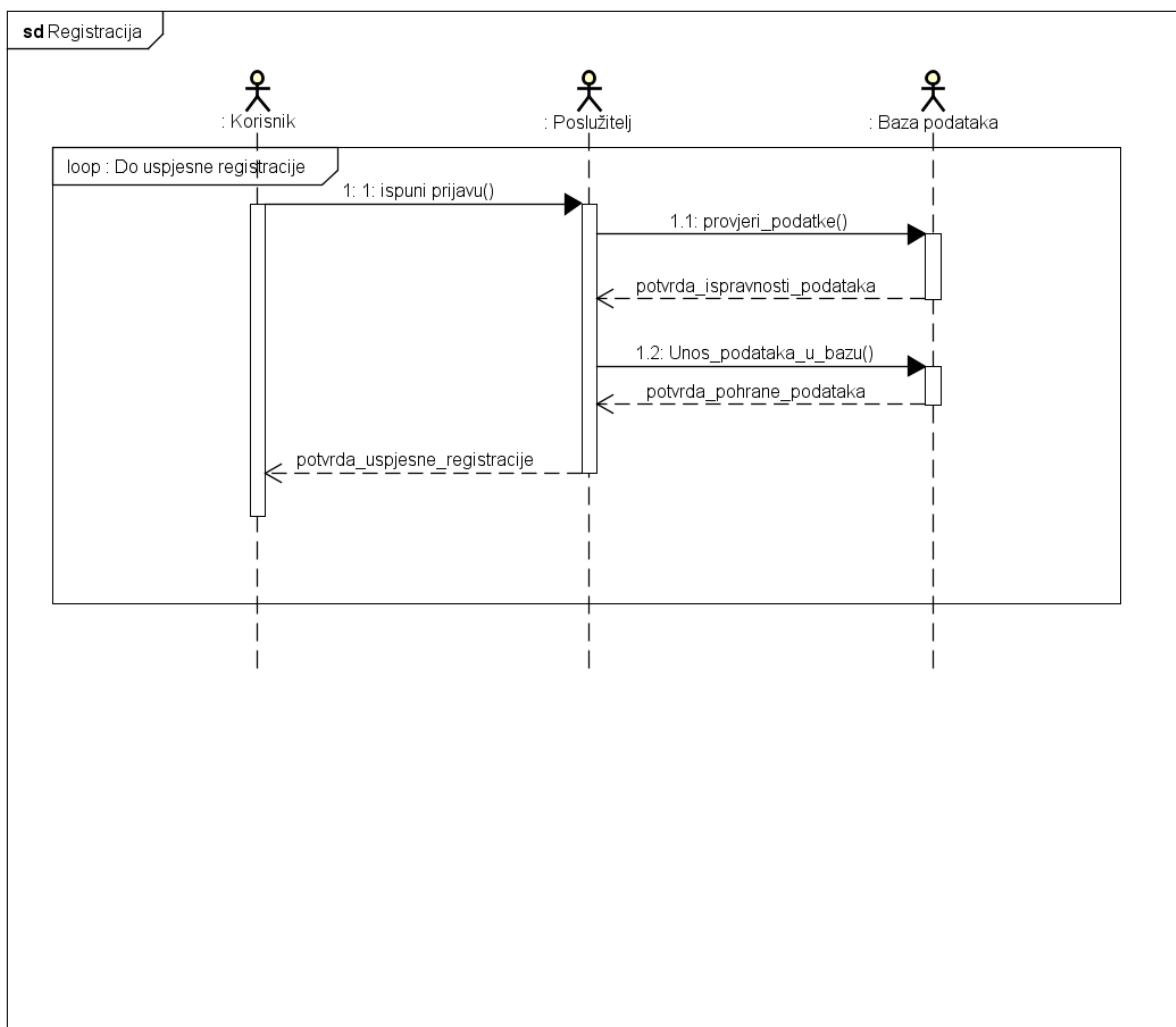 sd Registracija
: Korisnik
: Poslužitelj
: Baza podataka
loop : Do uspjesne registracije
1: 1: ispuni prijavu()
1.1: provjeri_podatke()
potvrda_ispravnosti_podataka
1.2: Unos_podataka_u_bazu()
potvrda_pohrane_podataka
potvrda_uspjesne_registracije